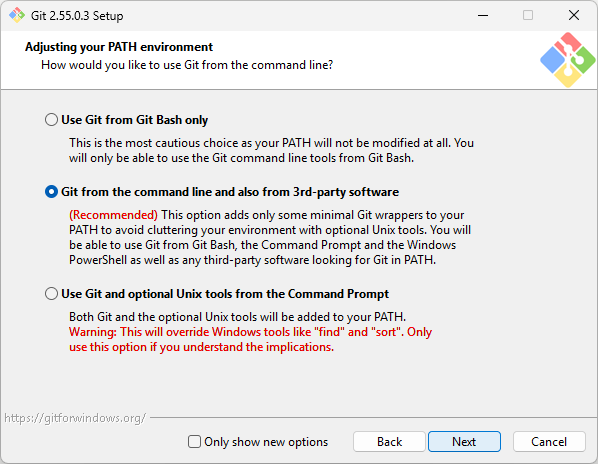 Git 2.55.0.3 Setup
Adjusting your PATH environment
How would you like to use Git from the command line?
Use Git from Git Bash only
This is the most cautious choice as your PATH will not be modified at all. You
will only be able to use the Git command line tools from Git Bash.
Git from the command line and also from 3rd-party software
(Recommended) This option adds only some minimal Git wrappers to your
PATH to avoid cluttering your environment with optional Unix tools. You will
be able to use Git from Git Bash, the Command Prompt and the Windows
PowerShell as well as any third-party software looking for Git in PATH.
Use Git and optional Unix tools from the Command Prompt
Both Git and the optional Unix tools will be added to your PATH.
Warning: This will override Windows tools like "find" and "sort". Only
use this option if you understand the implications.
https://gitforwindows.org/
Only show new options
Back
Next
Cancel